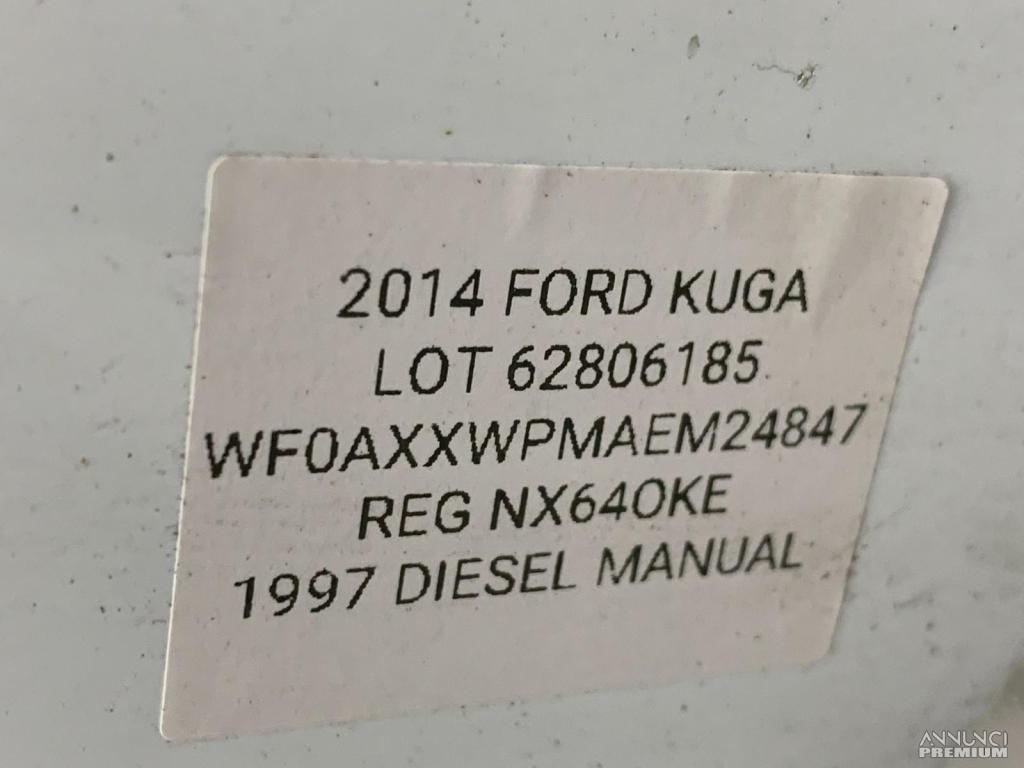 2014 FORD KUGA
LOT 62806185
WF0AXXWPMAEM24847
REG NX64OKE
1997 DIESEL MANUAL
ANNUNCI
PREMIUM